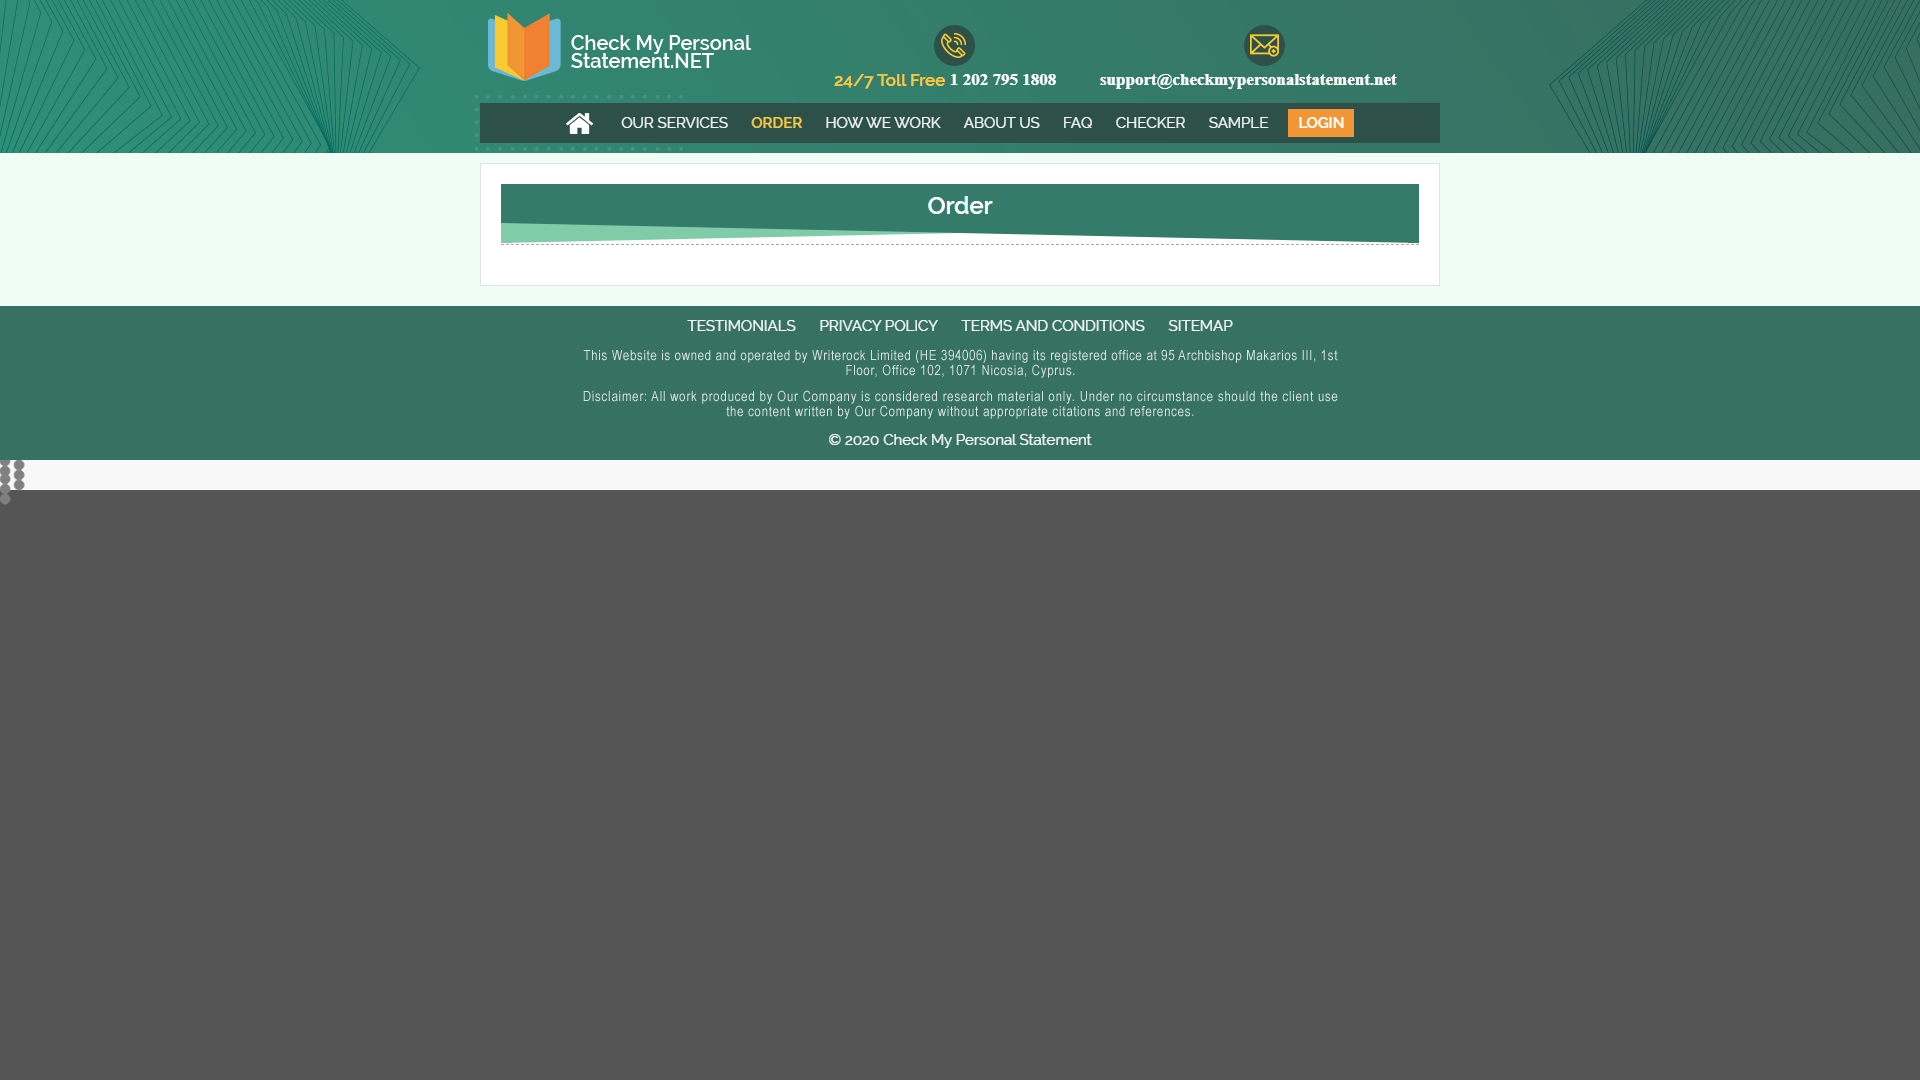 Check My Personal
Statement.NET
24/7 Toll Free 1 202 795 1808
support@checkmypersonalstatement.net
OUR SERVICES ORDER HOW WE WORK ABOUT US FAQ CHECKER SAMPLE LOGIN
Order
TESTIMONIALS PRIVACY POLICY TERMS AND CONDITIONS SITEMAP
This Website is owned and operated by Writerock Limited (HE 394006) having its registered office at 95 Archbishop Makarios III, 1st
Floor, Office 102, 1071 Nicosia, Cyprus.
Disclaimer: All work produced by Our Company is considered research material only. Under no circumstance should the client use
the content written by Our Company without appropriate citations and references.
© 2020 Check My Personal Statement